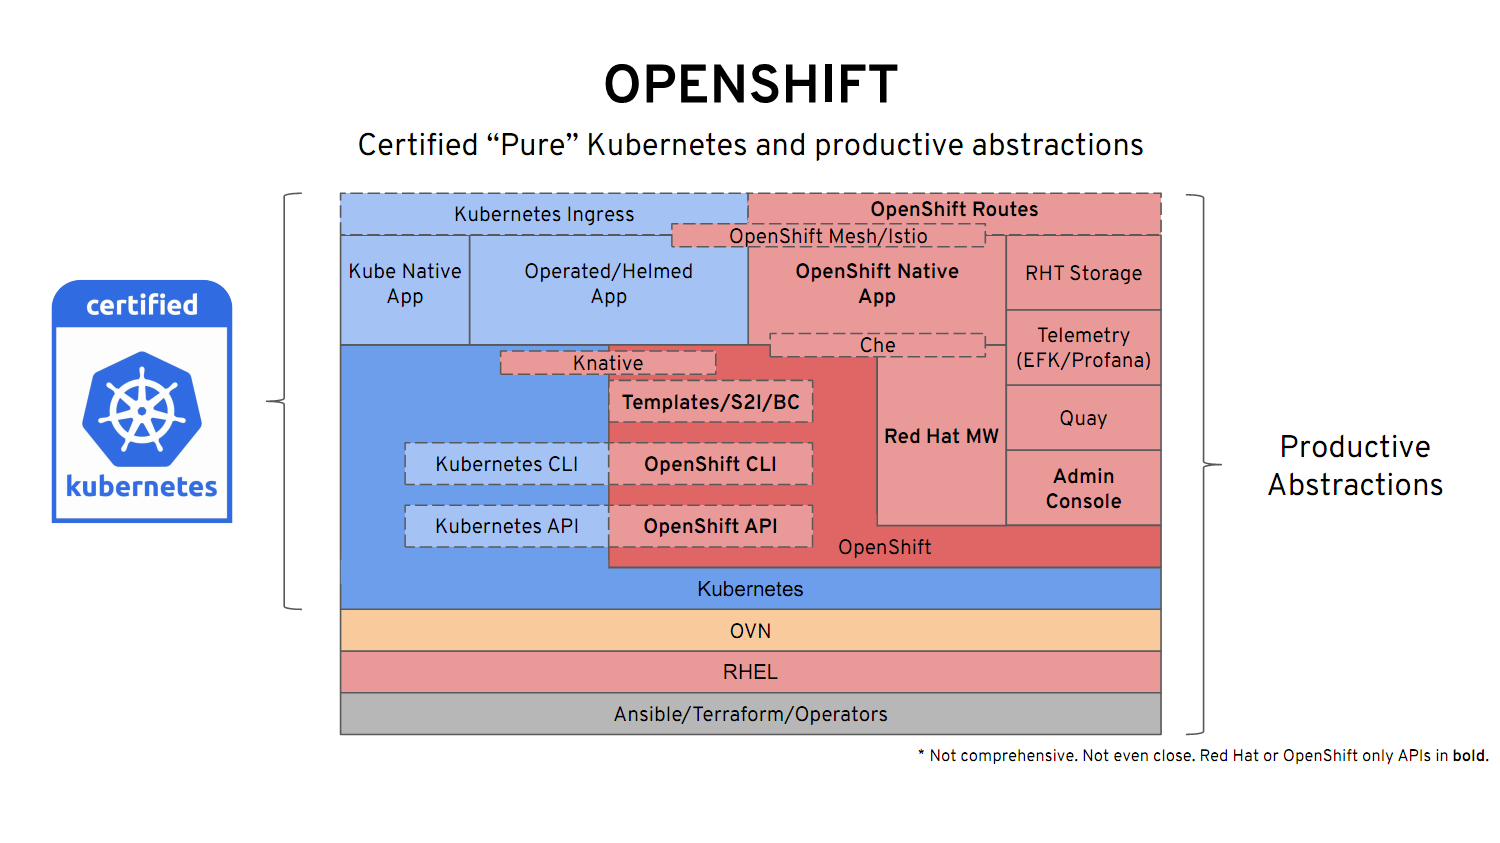 OPENSHIFT
Certified “Pure” Kubernetes and productive abstractions
Kubernetes Ingress
OpenShift Routes
OpenShift Mesh/Istio
Kube Native
App
Operated/Helmed
App
OpenShift Native
App
RHT Storage
certified
kubernetes
Telemetry
(EFK/Profana)
Che
Knative
Templates/S2I/BC
Quay
Red Hat MW
Kubernetes CLI
OpenShift CLI
Admin
Console
Kubernetes API
OpenShift API
OpenShift
Kubernetes
OVN
RHEL
Ansible/Terraform/Operators
Productive
Abstractions
* Not comprehensive. Not even close. Red Hat or OpenShift only APIs in bold.